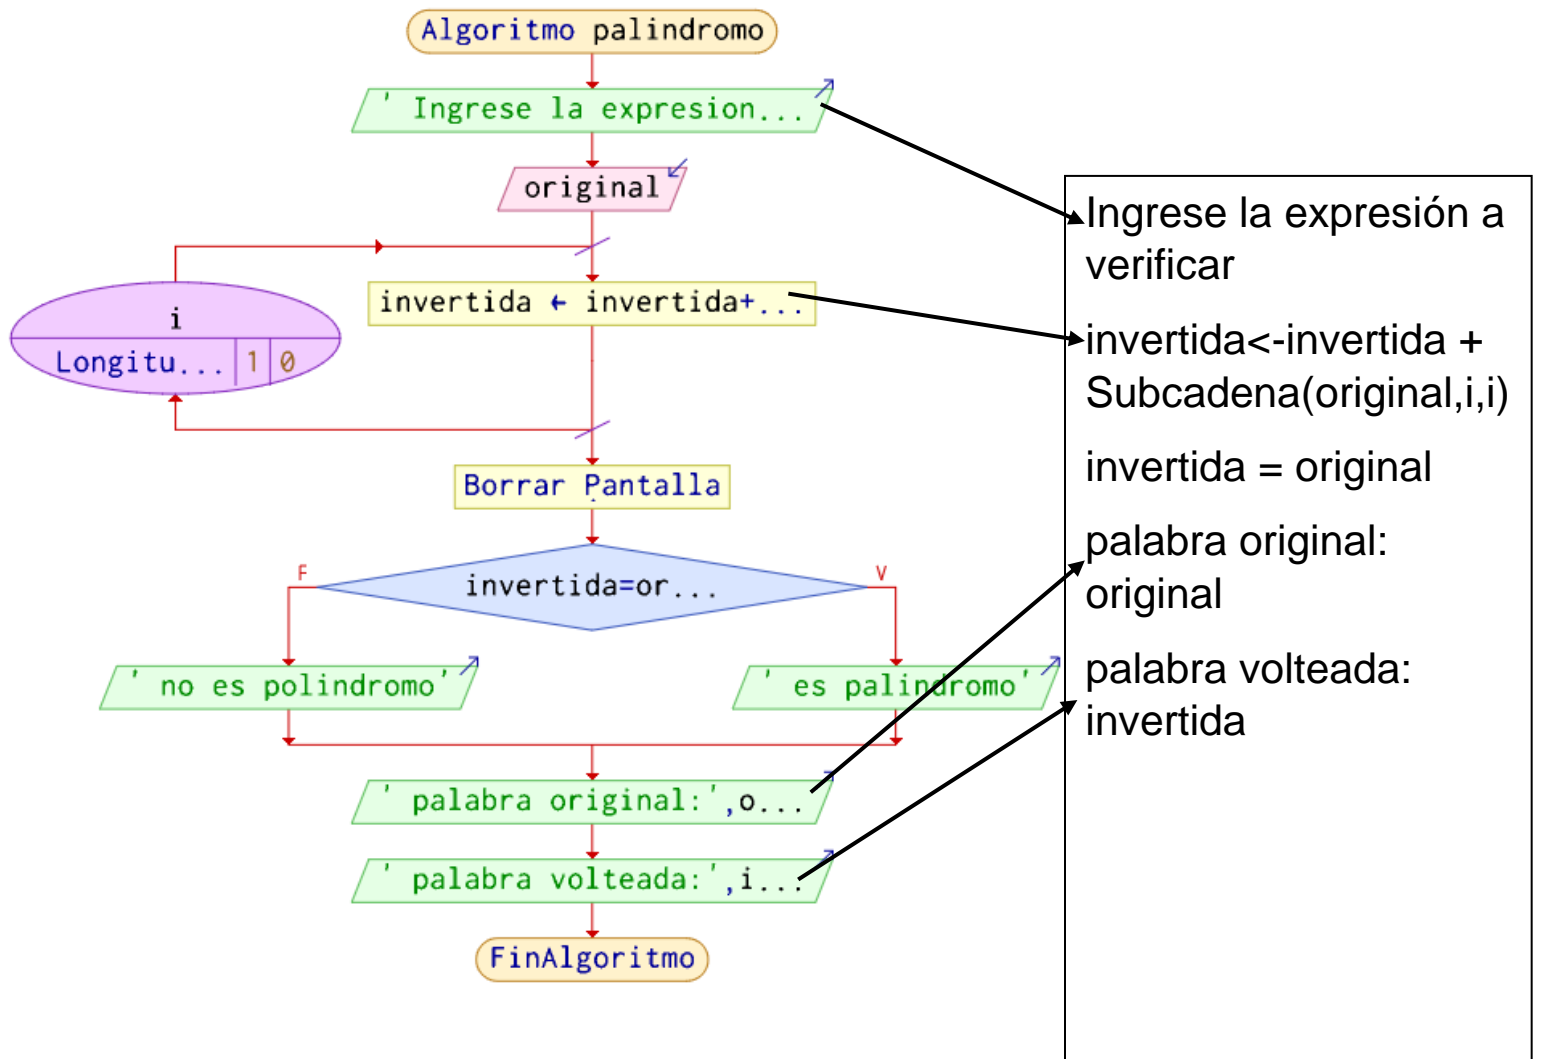 Algoritmo palindromo
' Ingrese la expresion...
original
i
Longitu... 1 0
invertida ← invertida+...
Borrar Pantalla
invertida=or...
F
V
' no es polindromo'
' es palindromo'
' palabra original:',o...
' palabra volteada:',i...
FinAlgoritmo
Ingrese la expresión a
verificar
invertida<-invertida +
Subcadena(original,i,i)
invertida = original
palabra original:
original
palabra volteada:
invertida